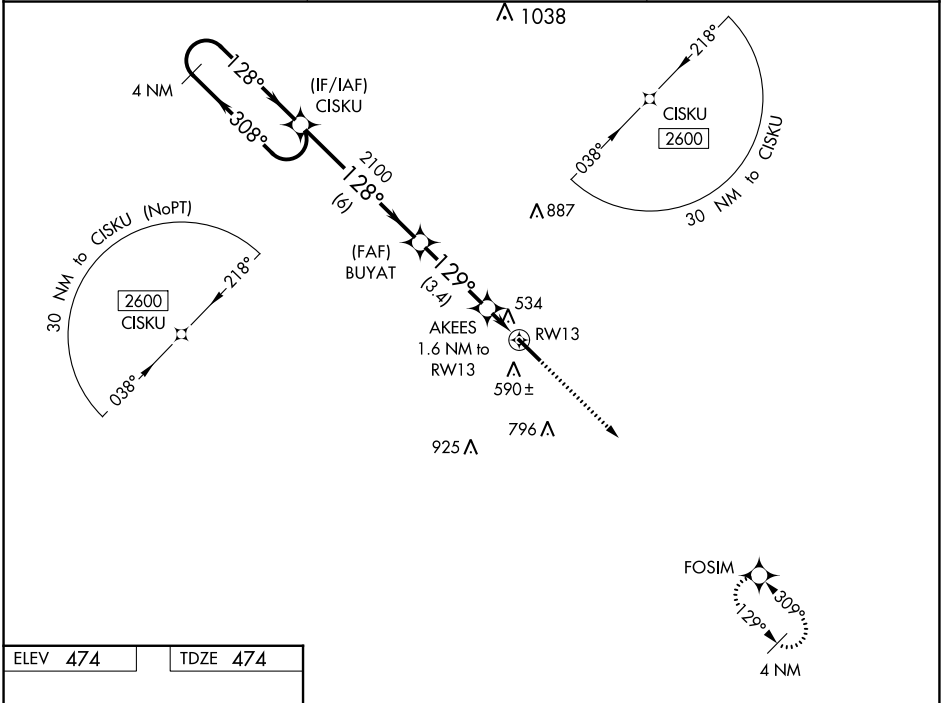 1038
128°
4 NM
308°
(IF/IAF)
CISKU
218°
CISKU
2600
038°
30 NM to CISKU
2100
128°
(6)
887
30 NM to CISKU (NoPT)
218°
2600
CISKU
038°
(FAF)
BUYAT
129°
(3.4)
534
AKEES
1.6 NM to
RW13
RW13
590±
796
925
FOSIM
309°
129°
4 NM
ELEV 474
TDZE 474